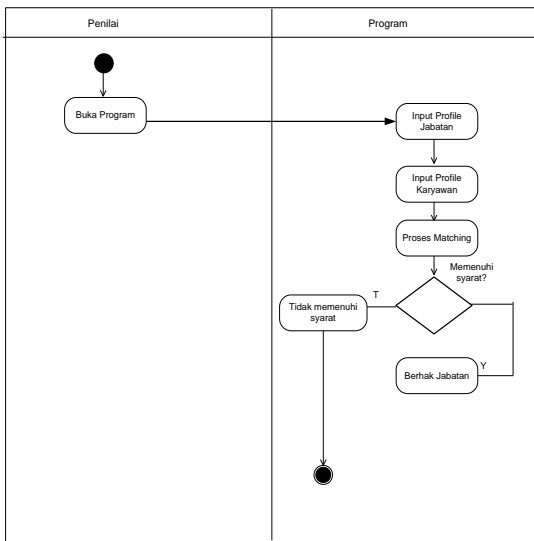 Penilai
Program
Buka Program
Input Profile
Jabatan
Input Profile
Karyawan
Proses Matching
Memenuhi
syarat?
T
Tidak memenuhi
syarat
Y
Berhak Jabatan